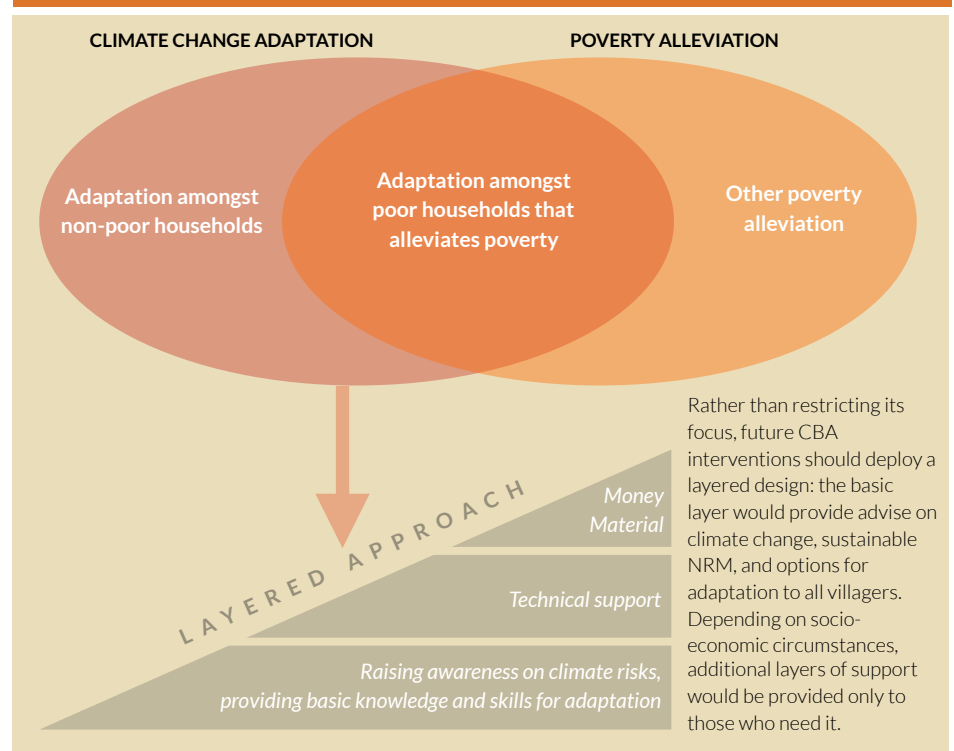 CLIMATE CHANGE ADAPTATION
POVERTY ALLEVIATION
Adaptation amongst
non-poor households
Adaptation amongst
poor households that
alleviates poverty
Other poverty
alleviation
LAYERED APPROACH
Money
Material
Technical support
Raising awareness on climate risks,
providing basic knowledge and skills for adaptation
Rather than restricting its
focus, future CBA
interventions should deploy a
layered design: the basic
layer would provide advise on
climate change, sustainable
NRM, and options for
adaptation to all villagers.
Depending on socio-
economic circumstances,
additional layers of support
would be provided only to
those who need it.